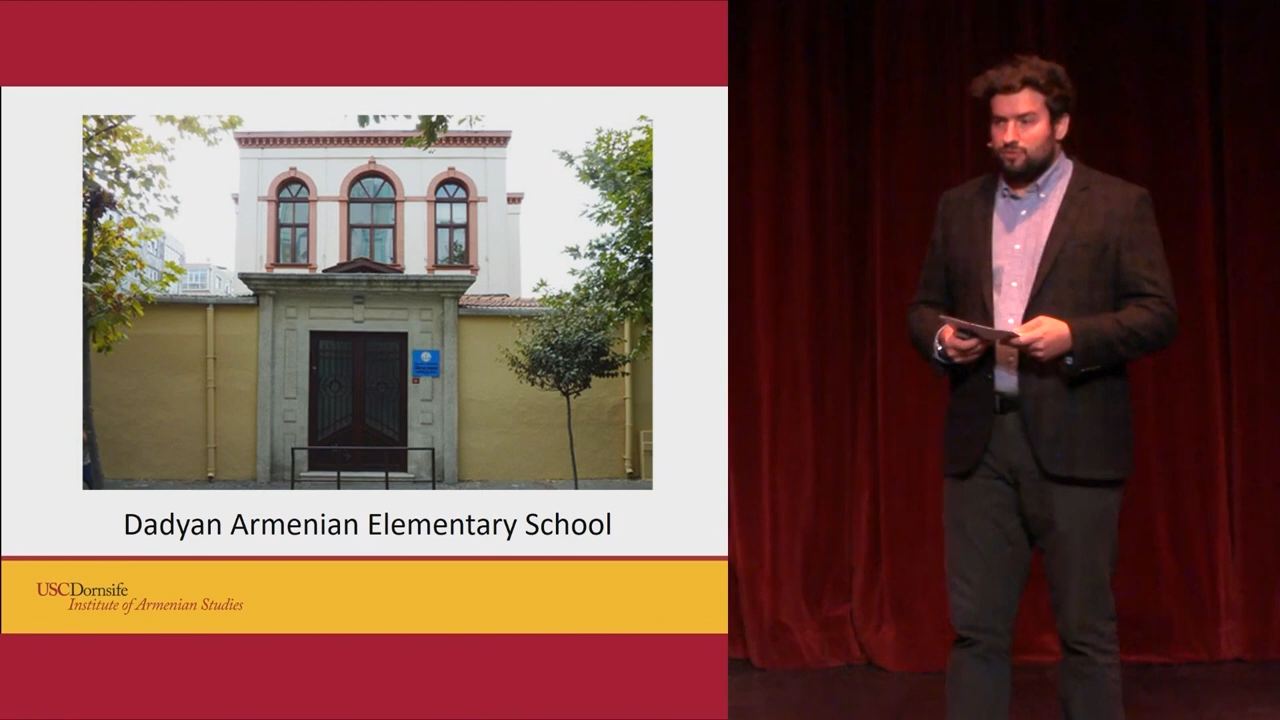 Dadyan Armenian Elementary School
USCDornsife
Institute of Armenian Studies